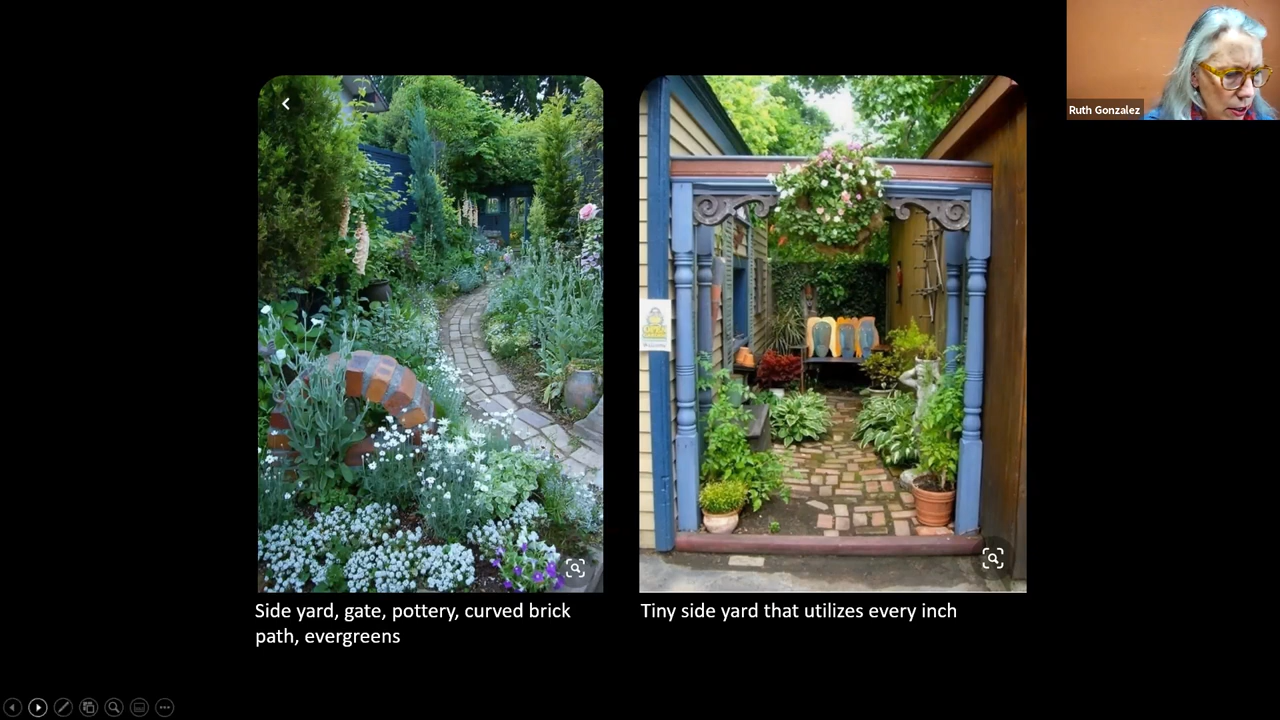 Ruth Gonzalez
Side yard, gate, pottery, curved brick
path, evergreens
Tiny side yard that utilizes every inch